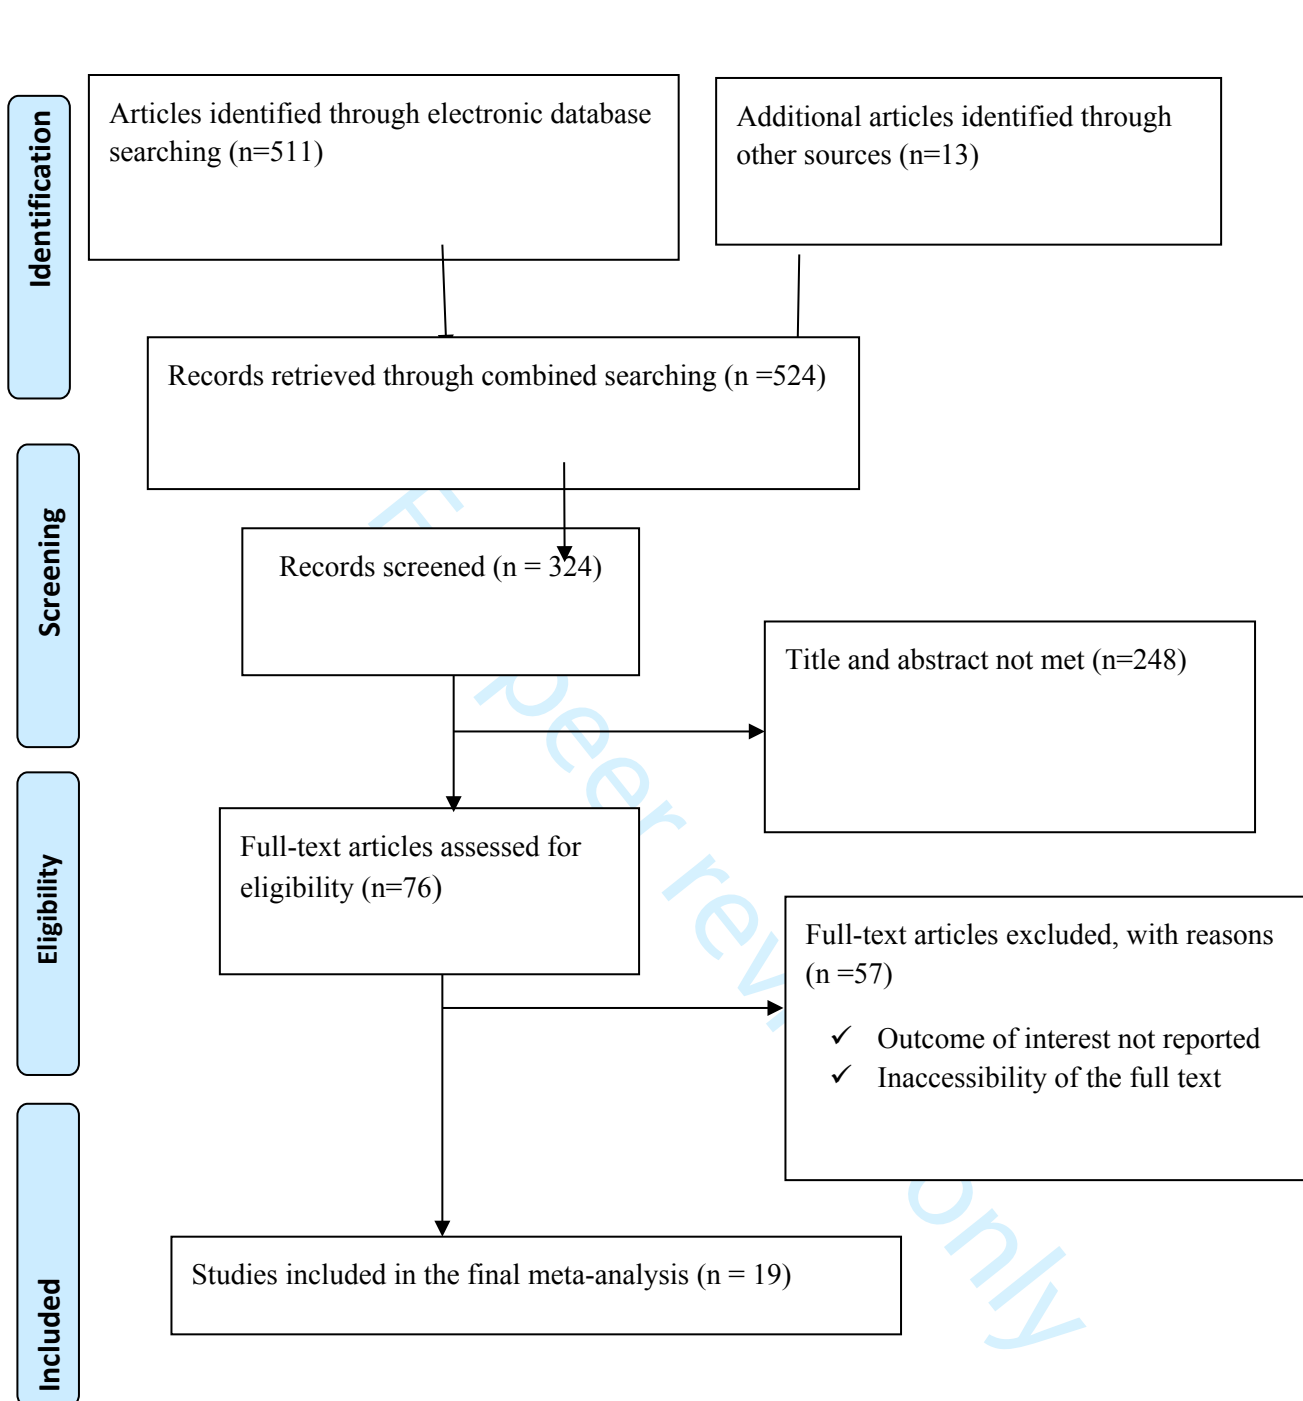 Identification
Articles identified through electronic database
searching (n=511)
Additional articles identified through
other sources (n=13)
Records retrieved through combined searching (n =524)
Screening
Records screened (n = 324)
Title and abstract not met (n=248)
Eligibility
Full-text articles assessed for
eligibility (n=76)
Full-text articles excluded, with reasons
(n =57)
✓ Outcome of interest not reported
✓ Inaccessibility of the full text
Included
Studies included in the final meta-analysis (n = 19)
peer
only